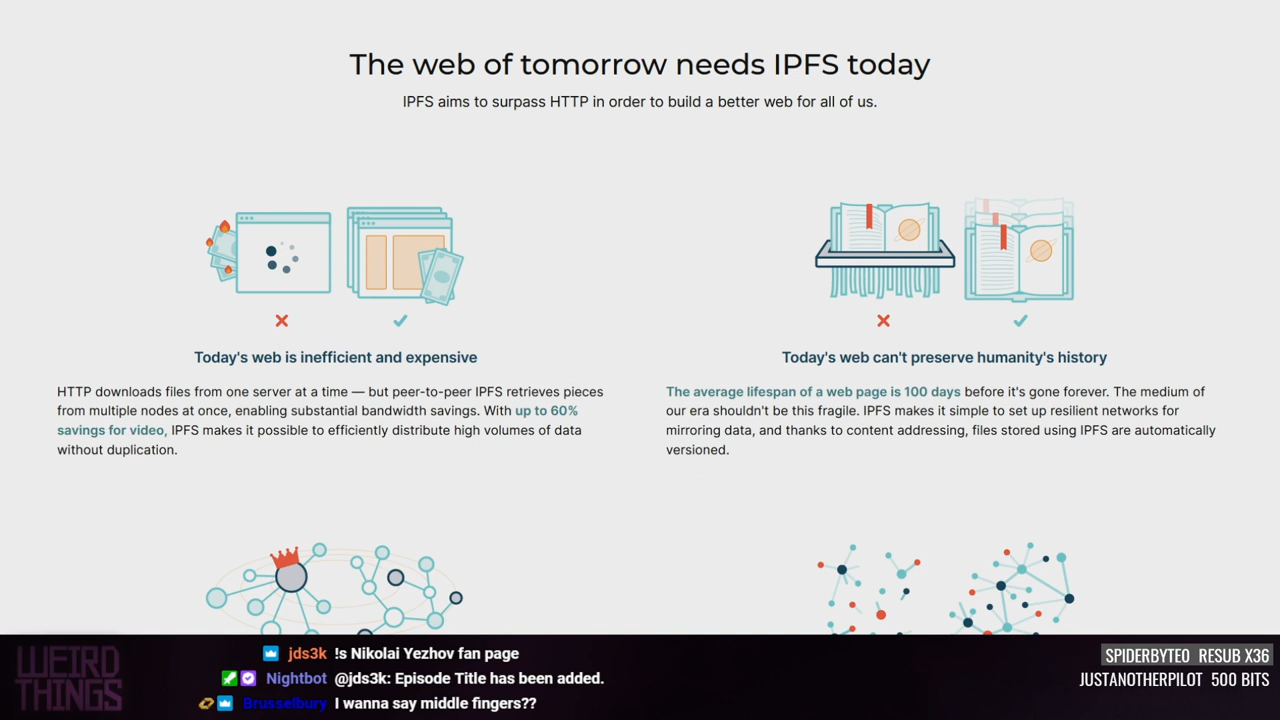 The web of tomorrow needs IPFS today
IPFS aims to surpass HTTP in order to build a better web for all of us.
Today's web is inefficient and expensive
HTTP downloads files from one server at a time — but peer-to-peer IPFS retrieves pieces
from multiple nodes at once, enabling substantial bandwidth savings. With up to 60%
savings for video, IPFS makes it possible to efficiently distribute high volumes of data
without duplication.
Today's web can't preserve humanity's history
The average lifespan of a web page is 100 days before it's gone forever. The medium of
our era shouldn't be this fragile. IPFS makes it simple to set up resilient networks for
mirroring data, and thanks to content addressing, files stored using IPFS are automatically
versioned.
WEIRD
THINGS
jds3k !s Nikolai Yezhov fan page
Nightbot @jds3k: Episode Title has been added.
Brusselbury I wanna say middle fingers??
SPIDERBYTE0 RESUB X36
JUSTANOTHERPILOT 500 BITS